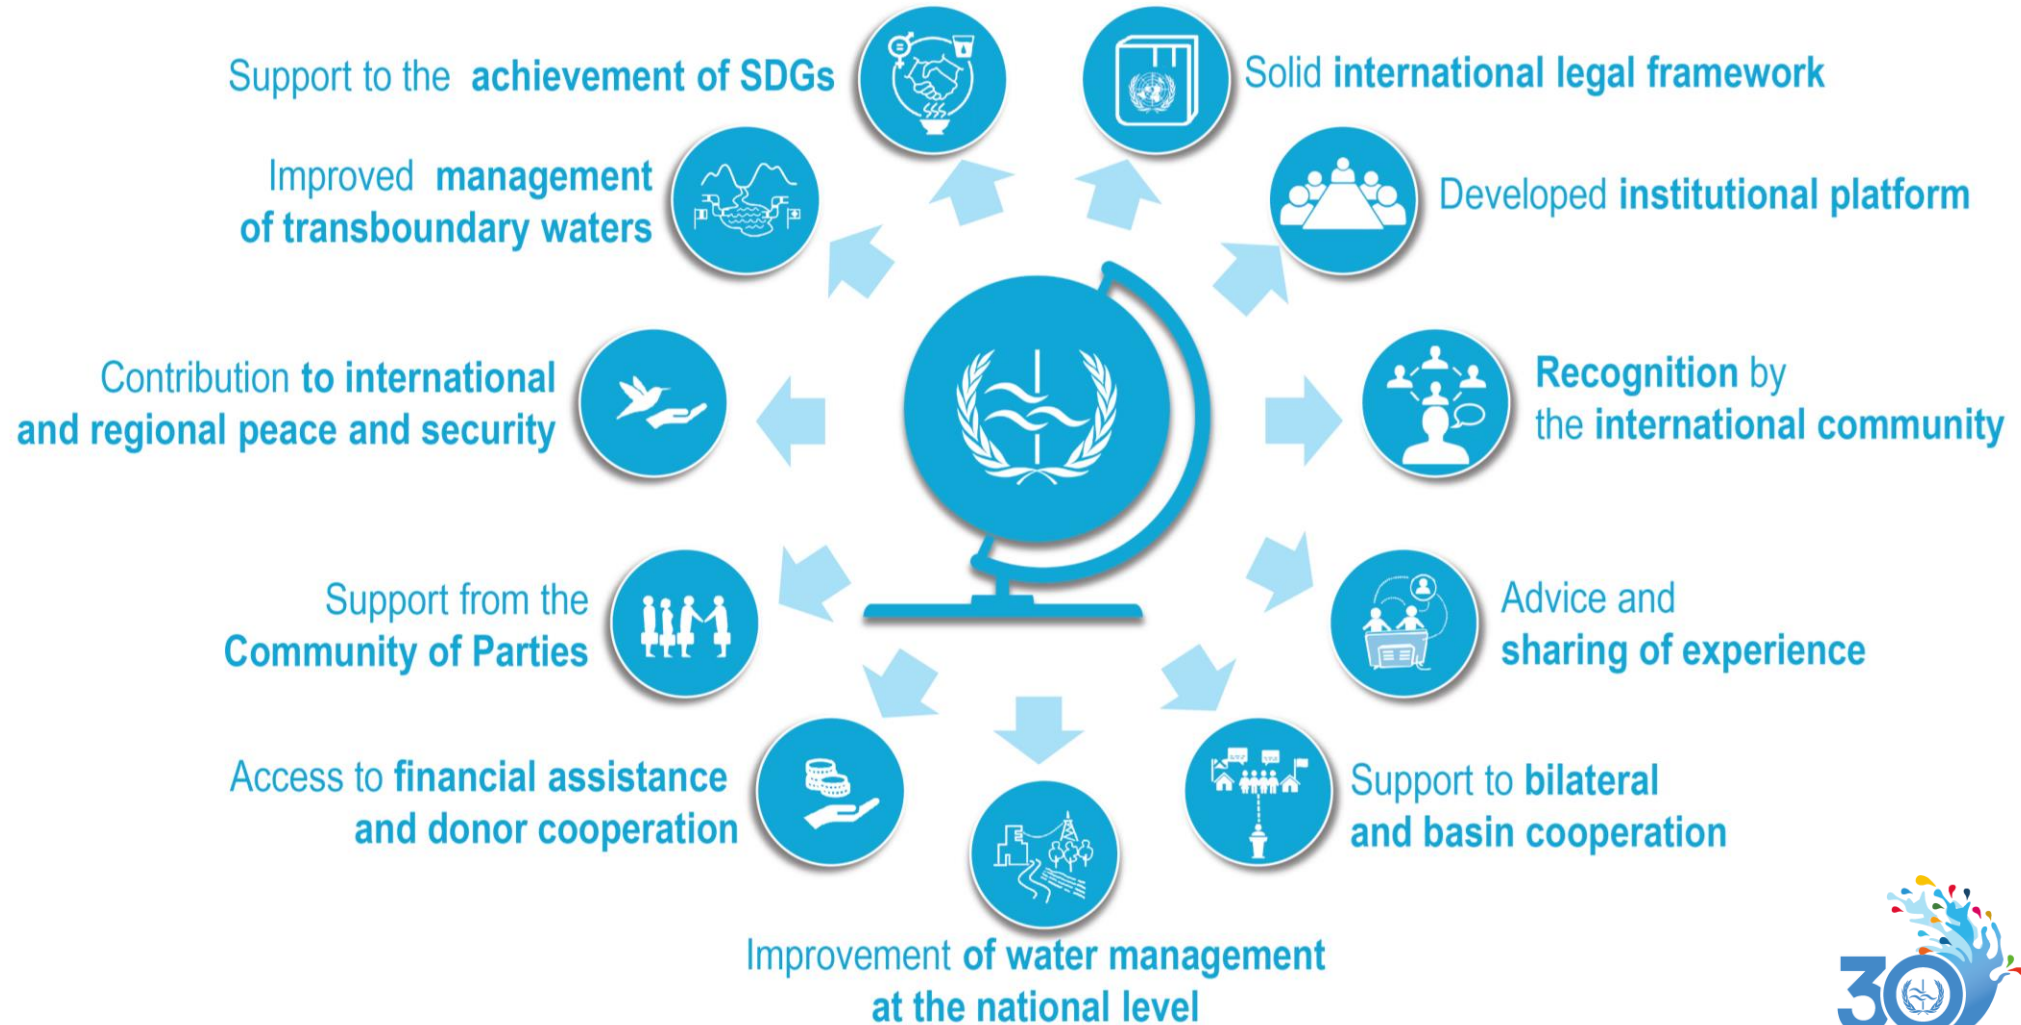 Support to the achievement of SDGs
Solid international legal framework
Improved management
of transboundary waters
Developed institutional platform
Contribution to international
and regional peace and security
Recognition by
the international community
Support from the
Community of Parties
Advice and
sharing of experience
Access to financial assistance
and donor cooperation
Support to bilateral
and basin cooperation
Improvement of water management
at the national level
30